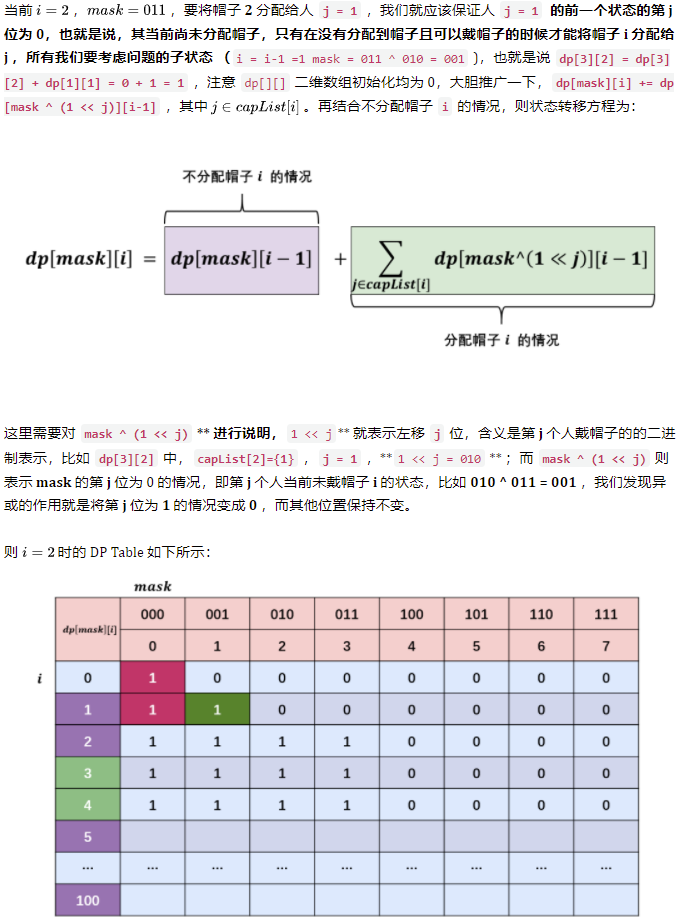 当前 i = 2 ，mask = 011 ，要将帽子 2 分配给人 j = 1 ，我们就应该保证人 j = 1 的前一个状态的第 j
位为 0，也就是说，其当前尚未分配帽子，只有在没有分配到帽子且可以戴帽子的时候才能将帽子 i 分配给
j ，所有我们要考虑问题的子状态 （ i = i-1 =1 mask = 011 ^ 010 = 001 )，也就是说 dp[3][2] = dp[3]
[2] + dp[1][1] = 0 + 1 = 1 ，注意 dp[][] 二维数组初始化均为 0，大胆推广一下，dp[mask][i] += dp
[mask ^ (1 << j)][i-1] ，其中 j ∈ capList[i] 。再结合不分配帽子 i 的情况，则状态转移方程为：
不分配帽子 i 的情况
dp[mask][i] = dp[mask][i − 1] + ∑ dp[mask^(1 ≪ j)][i − 1]
j∈capList[i]
分配帽子 i 的情况
这里需要对 mask ^ (1 << j) ** 进行说明， 1 << j ** 就表示左移 j 位，含义是第 j 个人戴帽子的的二进
制表示，比如 dp[3][2] 中， capList[2]={1} ， j = 1 ，** 1 << j = 010 **；而 mask ^ (1 << j) 则
表示 mask 的第 j 位为 0 的情况，即第 j 个人当前未戴帽子 i 的状态，比如 010 ^ 011 = 001 ，我们发现异
或的作用就是将第 j 位为 1 的情况变成 0 ，而其他位置保持不变。
则 i = 2 时的 DP Table 如下所示：
mask
dp[mask][i] 000 001 010 011 100 101 110 111
0 1 2 3 4 5 6 7
i 0 1 0 0 0 0 0 0 0
1 1 1 0 0 0 0 0 0
2 1 1 1 1 0 0 0 0
3 1 1 1 1 0 0 0 0
4 1 1 1 1 0 0 0 0
5
... ... ... ... ... ... ... ... ...
100